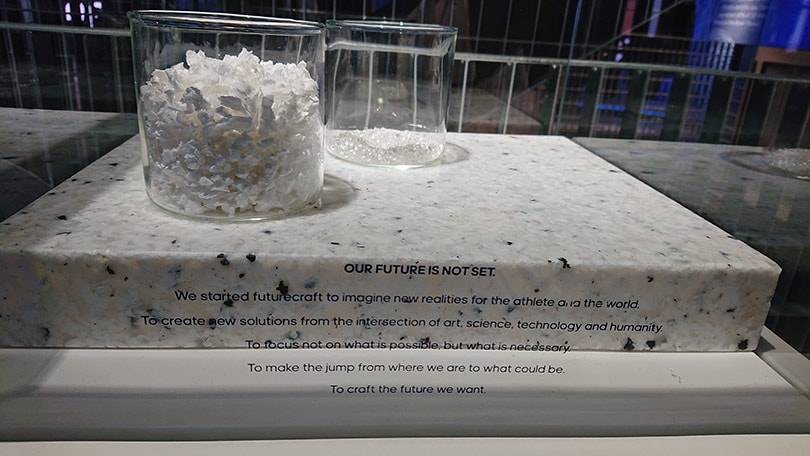 OUR FUTURE IS NOT SET.
We started futurecraft to imagine new realities for the athlete and the world.
To create new solutions from the intersection of art, science, technology and humanity.
To focus not on what is possible, but what is necessary.
To make the jump from where we are to what could be.
To craft the future we want.